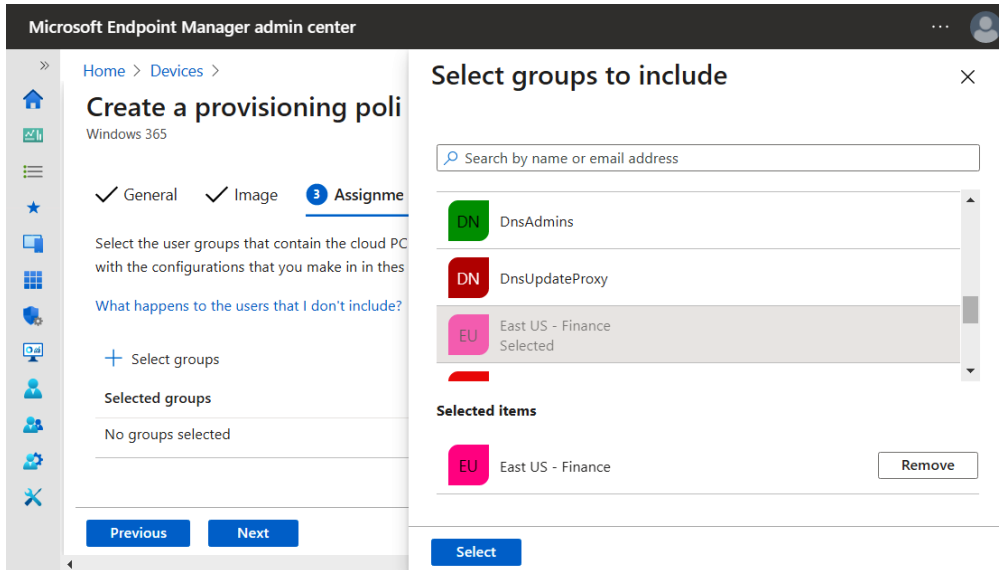 Microsoft Endpoint Manager admin center
Home > Devices >
Create a provisioning poli
Windows 365
General
Image
3 Assignme
Select the user groups that contain the cloud PC
with the configurations that you make in in thes
What happens to the users that I don't include?
Select groups
Selected groups
No groups selected
Previous
Next
Select groups to include
Search by name or email address
DN DnsAdmins
DN DnsUpdateProxy
EU East US - Finance
Selected
Selected items
EU East US - Finance
Remove
Select